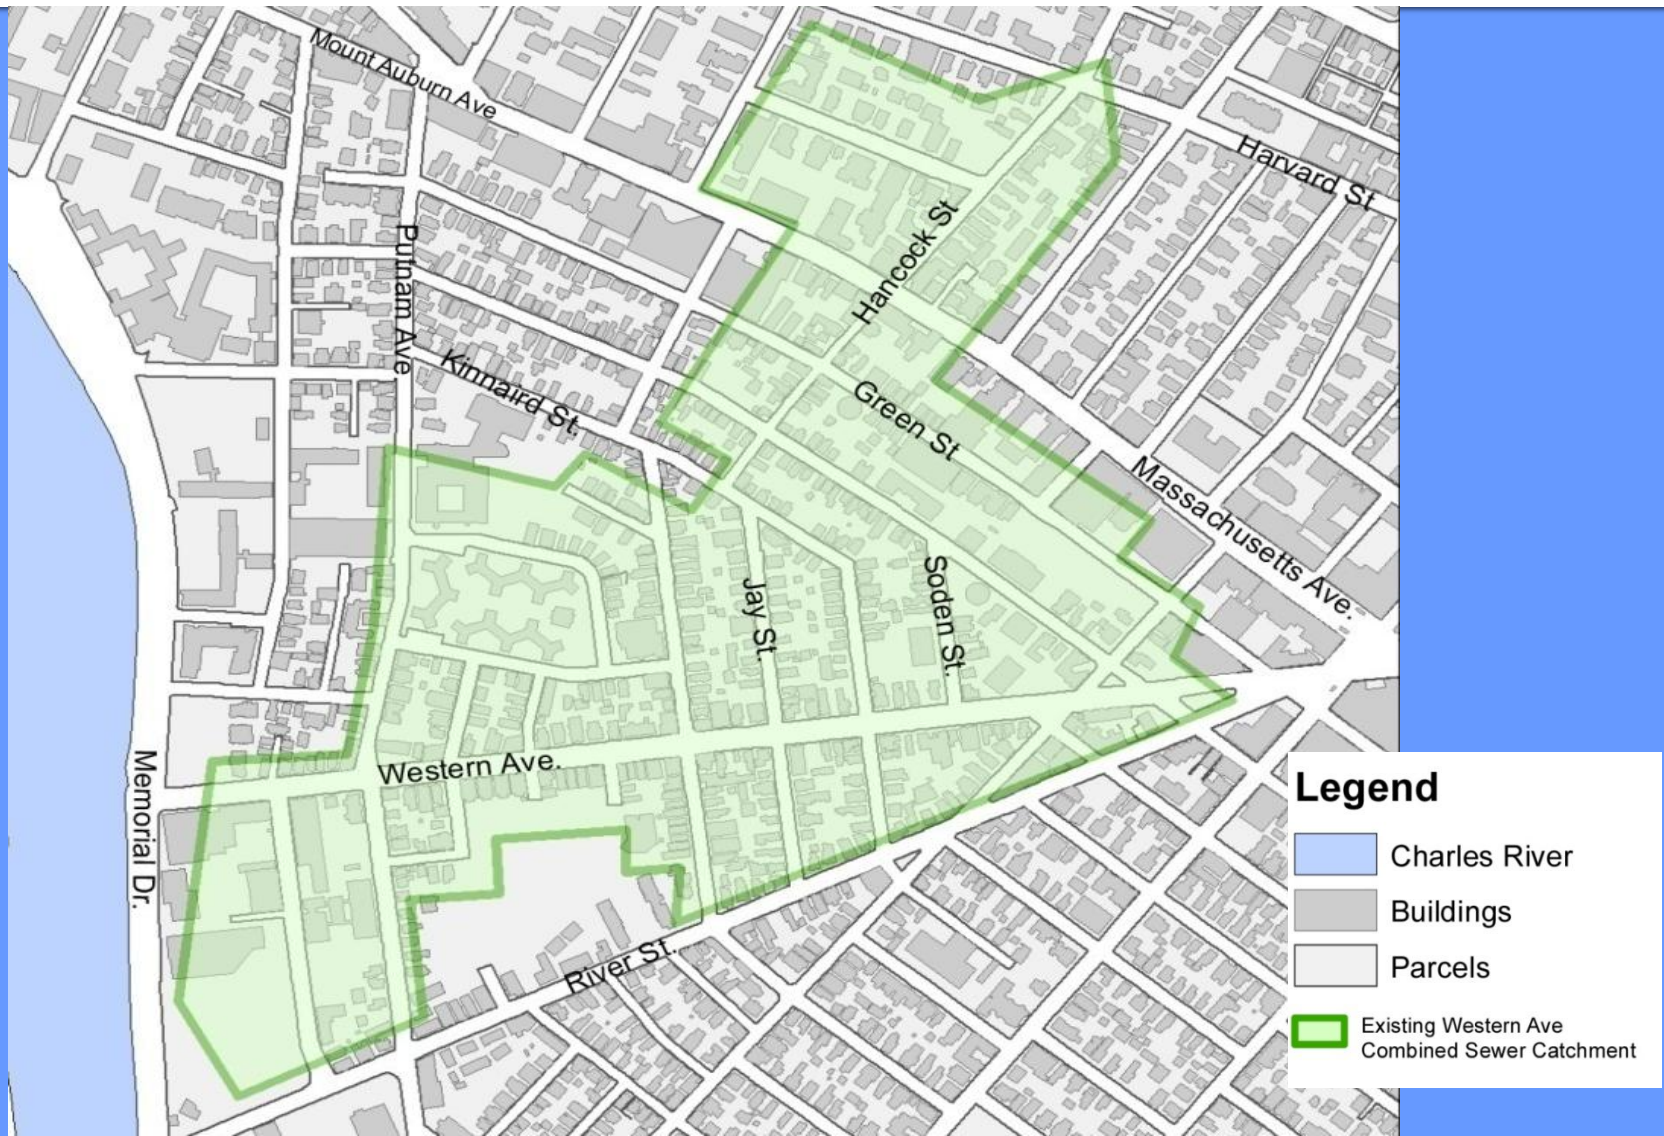 Mount Auburn Ave
Harvard St
Hancock St
Putnam Ave
Kinnaird St.
Green St
Massachusetts Ave.
Jay St.
Soden St.
Western Ave.
Memorial Dr.
River St.
Legend
Charles River
Buildings
Parcels
Existing Western Ave
Combined Sewer Catchment